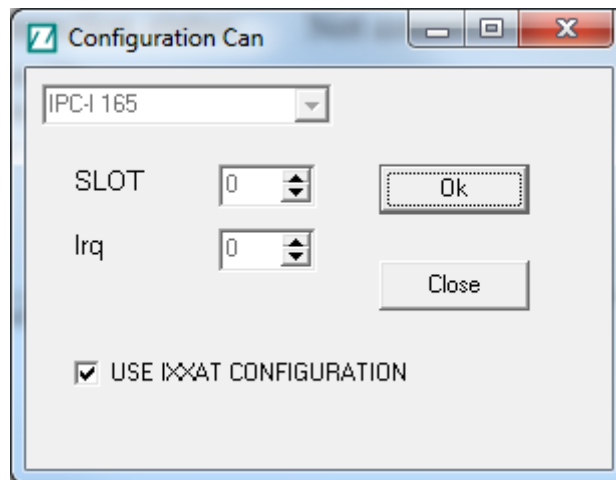 Configuration Can
IPC-I 165
SLOT
0
Ok
Irq
0
Close
USE IXXAT CONFIGURATION